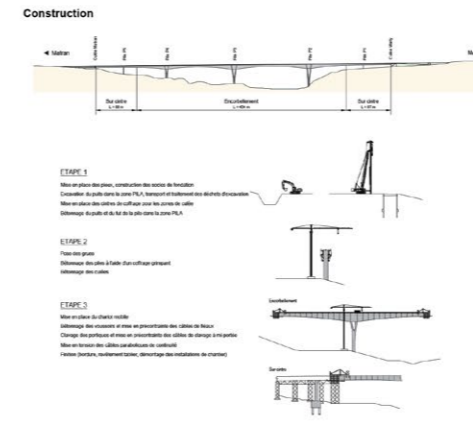 Construction
◄ Matran
Culée Matran
Pile P5
Pile P4
Pile P3
Pile P2
Pile P1
Sur cintre
Encorbellement
Sur cintre
ETAPE 1
Mise en place des pieux, construction des socles de fondation
Excavation du puits dans la zone PILA, transport et traitement des déchets d'excavation
Mise en place des cintres de coffrage pour les zones de culée
Bétonnage du puits et du fut de la pile dans la zone PILA
ETAPE 2
Pose des grues
Bétonnage des piles à l'aide d'un coffrage grimpant
Bétonnage des culées
ETAPE 3
Mise en place du chariot mobile
Bétonnage des voussoirs et mise en précontrainte des câbles de fléaux
Clavage des portiques et mise en précontrainte des câbles de clavage à mi-portée
Mise en tension des câbles paraboliques de continuité
Finition (bordure, revêtement tablier, démontage des installations de chantier)
Encorbellement
Sur cintre